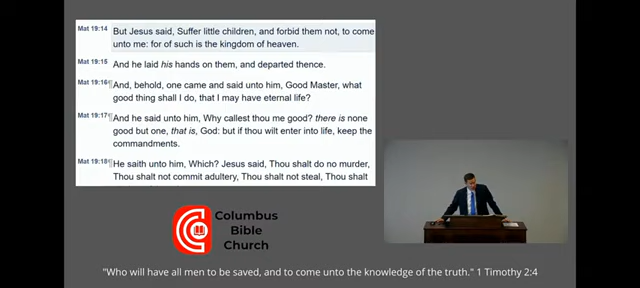 Mat 19:14 But Jesus said, Suffer little children, and forbid them not, to come
unto me: for of such is the kingdom of heaven.
Mat 19:15 And he laid his hands on them, and departed thence.
Mat 19:16¶ And, behold, one came and said unto him, Good Master, what
good thing shall I do, that I may have eternal life?
Mat 19:17¶ And he said unto him, Why callest thou me good? there is none
good but one, that is, God: but if thou wilt enter into life, keep the
commandments.
Mat 19:18¶ He saith unto him, Which? Jesus said, Thou shalt do no murder,
Thou shalt not commit adultery, Thou shalt not steal, Thou shalt
Columbus
Bible
Church
"Who will have all men to be saved, and to come unto the knowledge of the truth." 1 Timothy 2:4